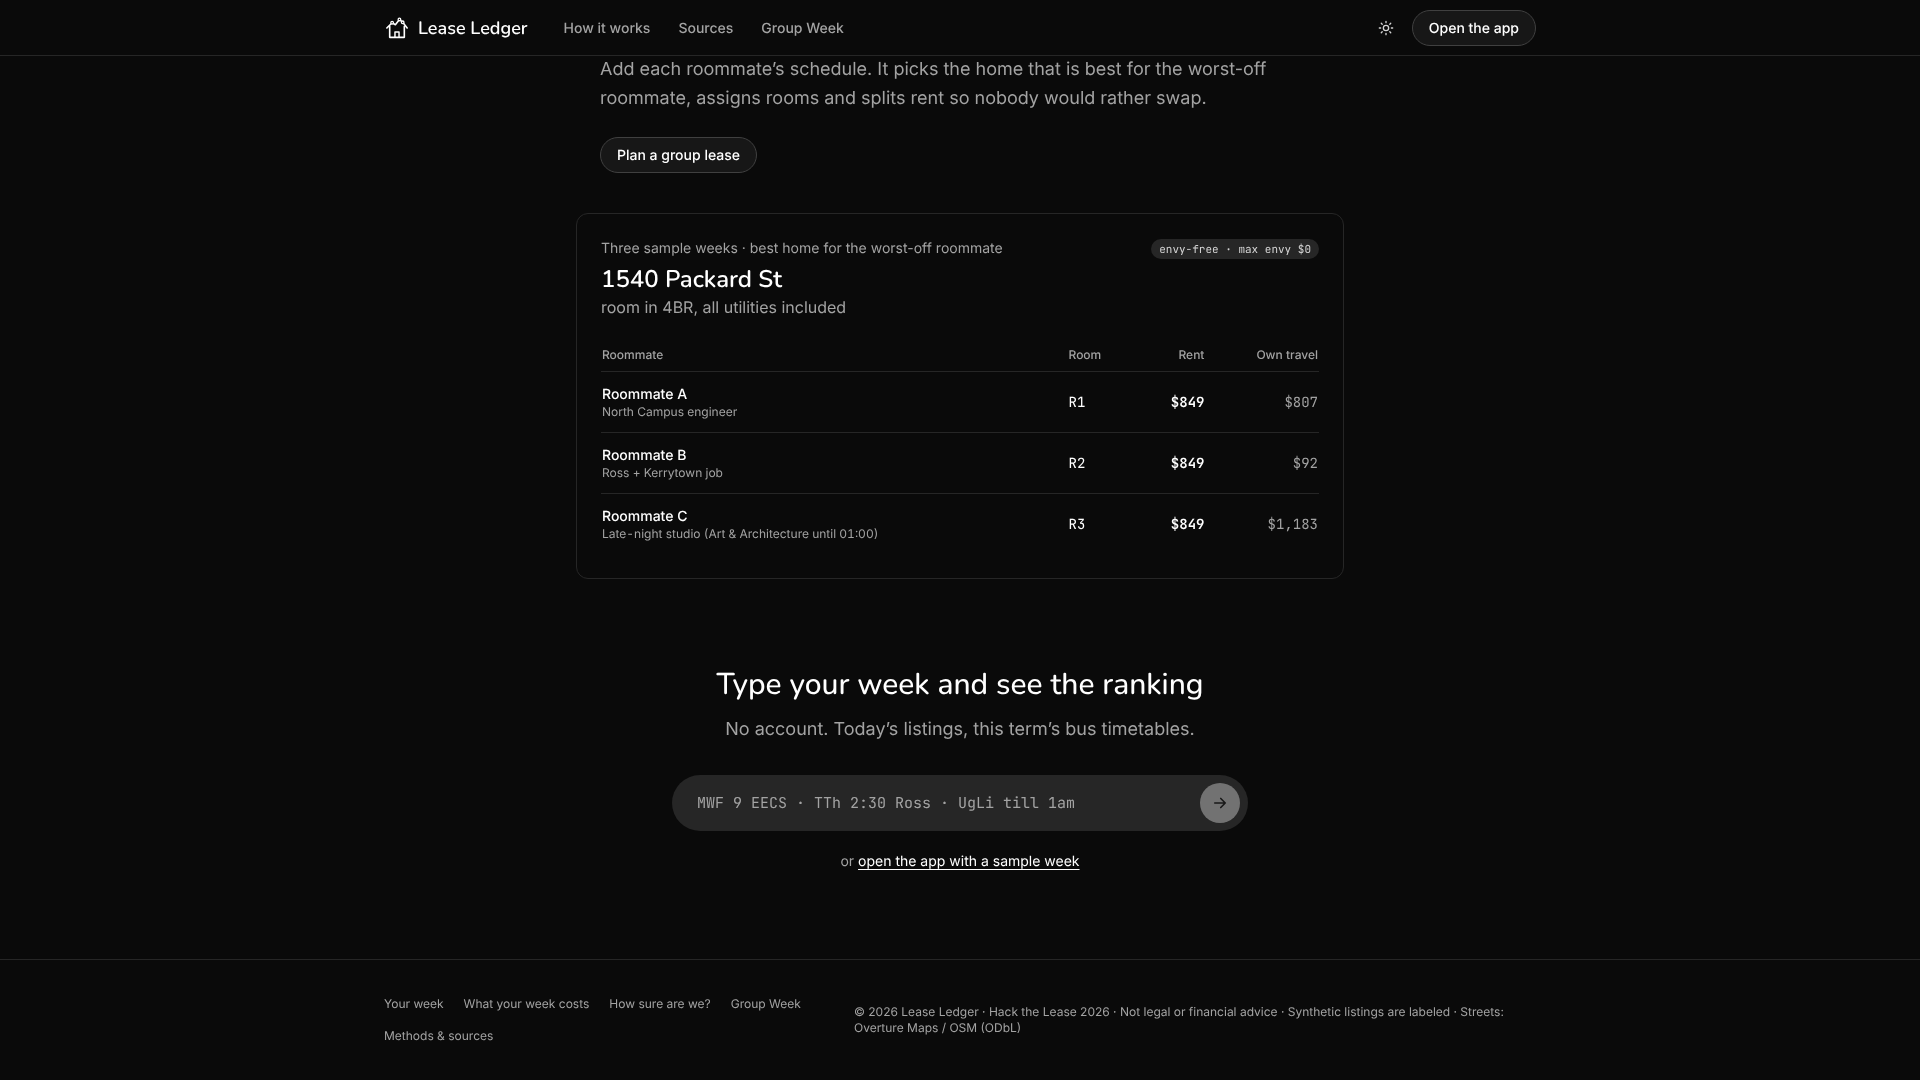 Lease Ledger How it works Sources Group Week Open the app
Add each roommate’s schedule. It picks the home that is best for the worst-off
roommate, assigns rooms and splits rent so nobody would rather swap.
Plan a group lease
Three sample weeks · best home for the worst-off roommate envy-free · max envy $0
1540 Packard St
room in 4BR, all utilities included
Roommate Room Rent Own travel
Roommate A
North Campus engineer
R1 $849 $807
Roommate B
Ross + Kerrytown job
R2 $849 $92
Roommate C
Late-night studio (Art & Architecture until 01:00)
R3 $849 $1,183
Type your week and see the ranking
No account. Today’s listings, this term’s bus timetables.
MWF 9 EECS · TTh 2:30 Ross · UgLi till 1am
or open the app with a sample week
Your week What your week costs How sure are we? Group Week
Methods & sources
© 2026 Lease Ledger · Hack the Lease 2026 · Not legal or financial advice · Synthetic listings are labeled · Streets:
Overture Maps / OSM (ODbL)